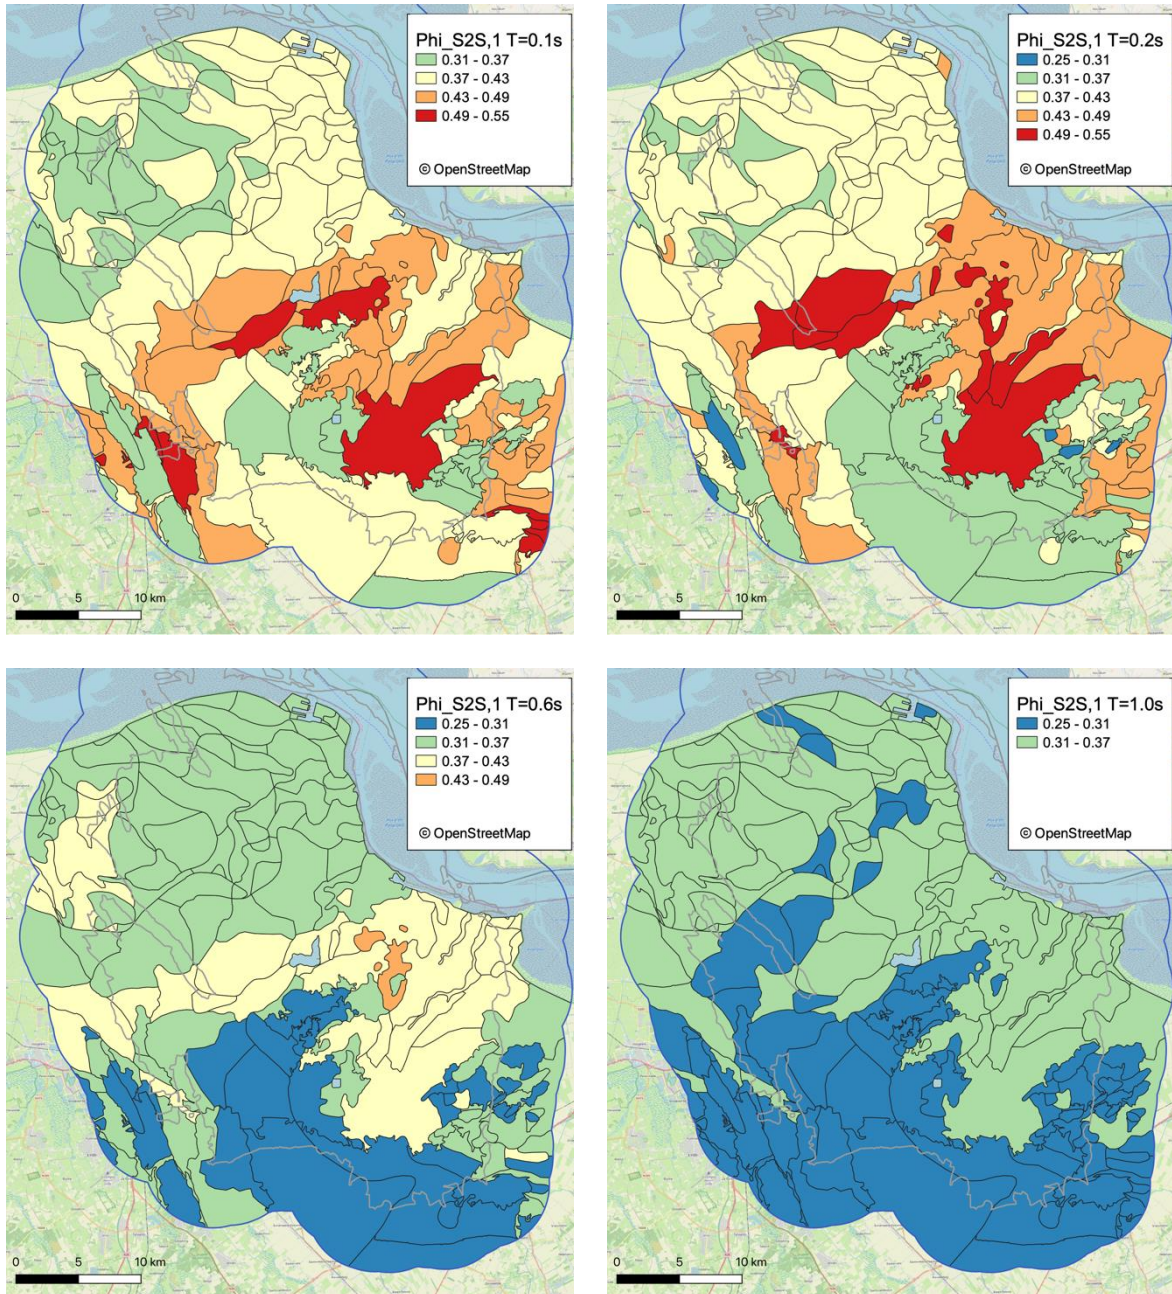 Phi_S2S,1 T=0.1s
0.31 - 0.37
0.37 - 0.43
0.43 - 0.49
0.49 - 0.55
© OpenStreetMap
0 5 10 km
Phi_S2S,1 T=0.2s
0.25 - 0.31
0.31 - 0.37
0.37 - 0.43
0.43 - 0.49
0.49 - 0.55
© OpenStreetMap
0 5 10 km
Phi_S2S,1 T=0.6s
0.25 - 0.31
0.31 - 0.37
0.37 - 0.43
0.43 - 0.49
© OpenStreetMap
0 5 10 km
Phi_S2S,1 T=1.0s
0.25 - 0.31
0.31 - 0.37
© OpenStreetMap
0 5 10 km